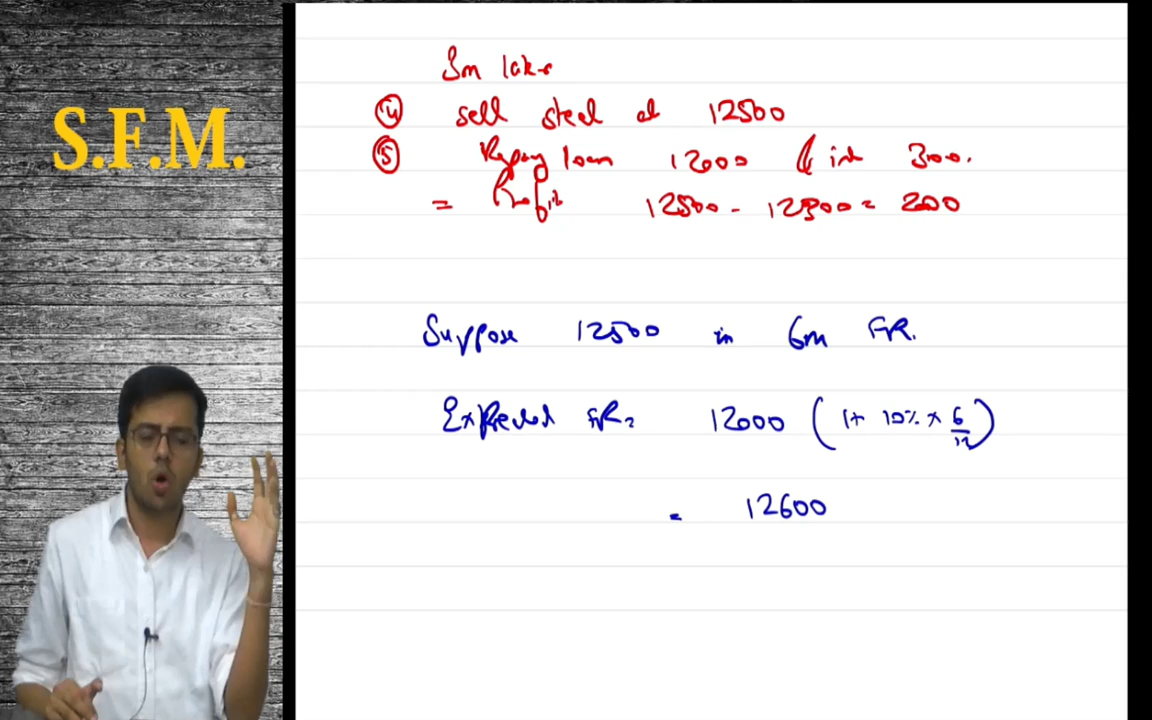 S.F.M.
3m later
④ sell steel at 12500
⑤ Repay loan 12000 & int 300.
= Profit 12500 - 12300 = 200
Suppose 12500 in 6m FR.
Expected FR = 12000 (1+ 10% × 6/12)
= 12600